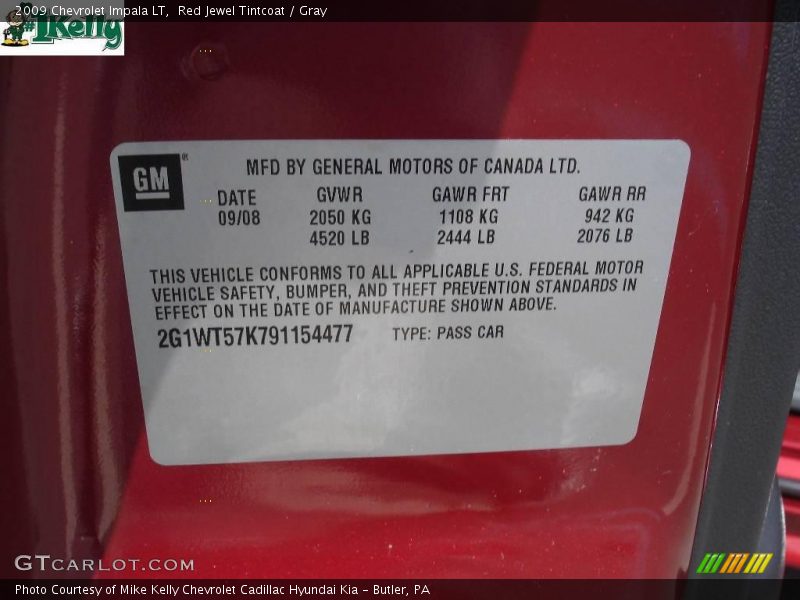 2009 Chevrolet Impala LT,  Red Jewel Tintcoat / Gray
#1Kelly
GM®
MFD BY GENERAL MOTORS OF CANADA LTD.
DATE GVWR GAWR FRT GAWR RR
09/08 2050 KG 1108 KG 942 KG
4520 LB 2444 LB 2076 LB
THIS VEHICLE CONFORMS TO ALL APPLICABLE U.S. FEDERAL MOTOR
VEHICLE SAFETY, BUMPER, AND THEFT PREVENTION STANDARDS IN
EFFECT ON THE DATE OF MANUFACTURE SHOWN ABOVE.
2G1WT57K791154477 TYPE: PASS CAR
GTCARLOT.COM
Photo Courtesy of Mike Kelly Chevrolet Cadillac Hyundai Kia - Butler, PA